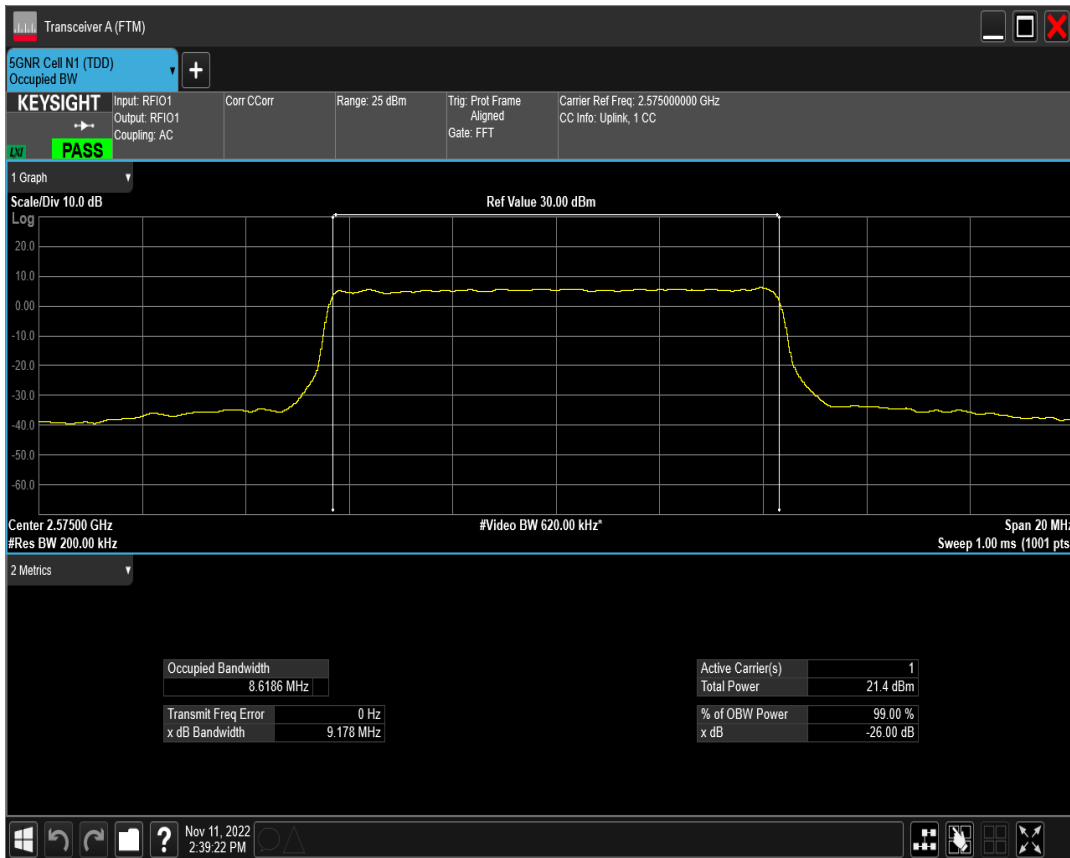 Transceiver A (FTM)
5GNR Cell N1 (TDD)
Occupied BW
+
KEYSIGHT
LXI
PASS
Input: RFIO1
Output: RFIO1
Coupling: AC
Corr CCorr
Range: 25 dBm
Trig: Prot Frame
Aligned
Gate: FFT
Carrier Ref Freq: 2.575000000 GHz
CC Info: Uplink, 1 CC
1 Graph
Scale/Div 10.0 dB
Ref Value 30.00 dBm
Log
20.0
10.0
0.00
-10.0
-20.0
-30.0
-40.0
-50.0
-60.0
Center 2.57500 GHz
#Video BW 620.00 kHz*
Span 20 MHz
#Res BW 200.00 kHz
Sweep 1.00 ms (1001 pts
2 Metrics
Occupied Bandwidth
8.6186 MHz
Transmit Freq Error 0 Hz
x dB Bandwidth 9.178 MHz
Active Carrier(s) 1
Total Power 21.4 dBm
% of OBW Power 99.00 %
x dB -26.00 dB
?
Nov 11, 2022
2:39:22 PM